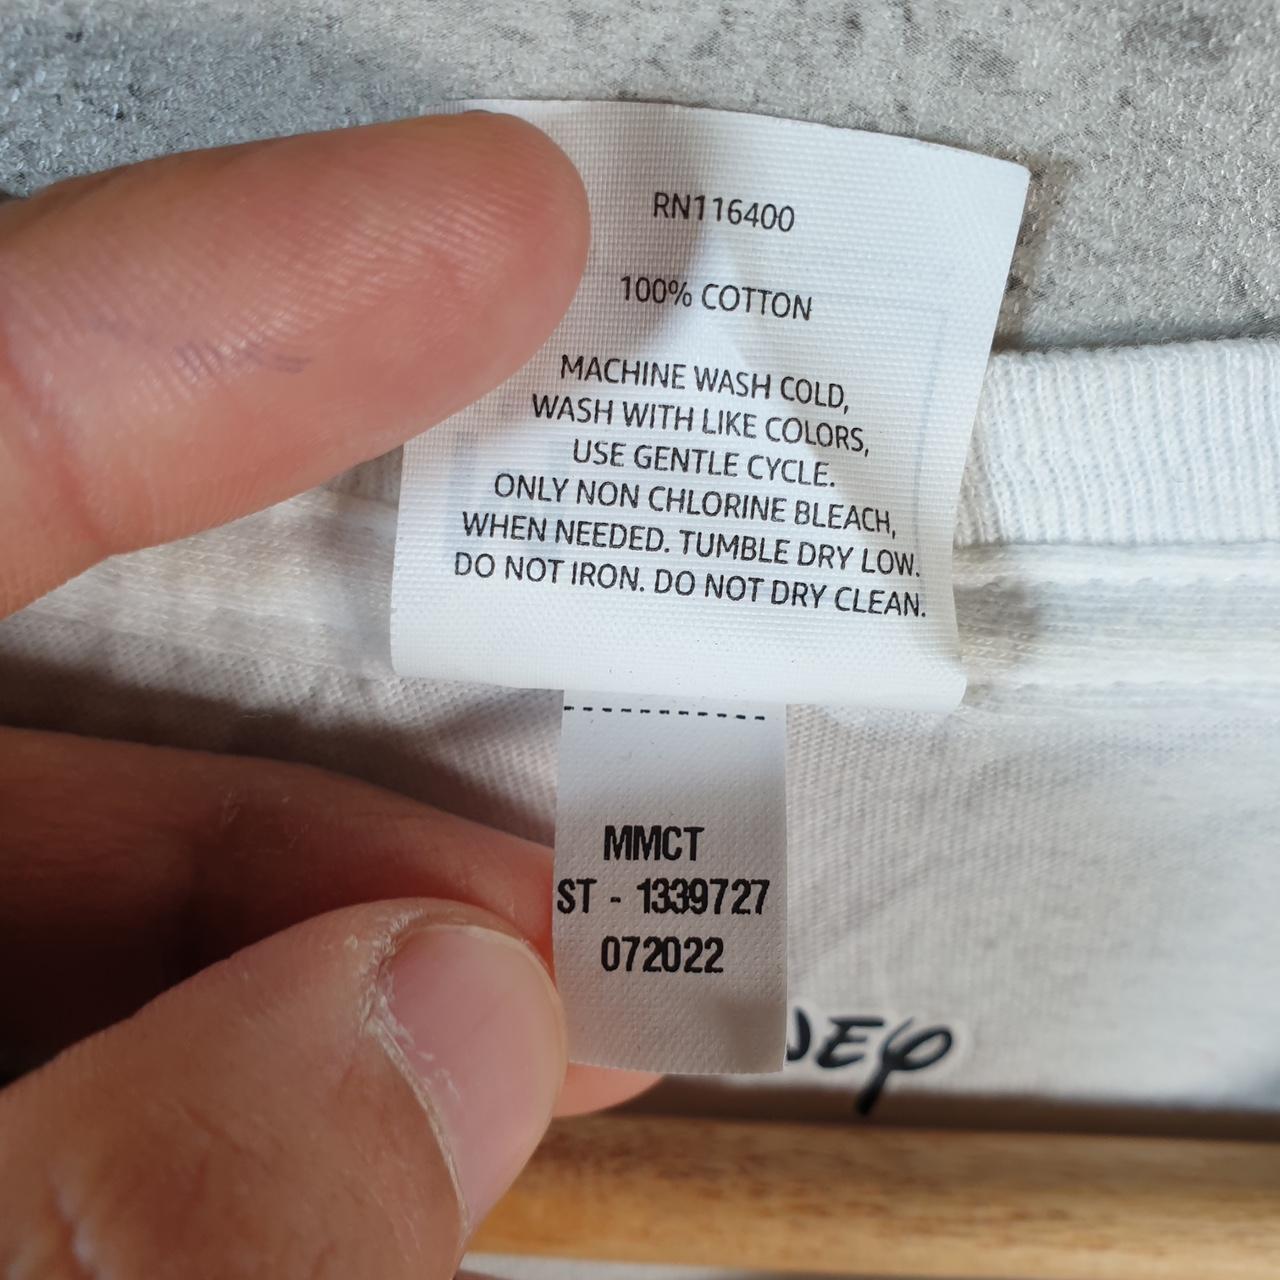 RN116400
100% COTTON
MACHINE WASH COLD,
WASH WITH LIKE COLORS,
USE GENTLE CYCLE.
ONLY NON CHLORINE BLEACH,
WHEN NEEDED. TUMBLE DRY LOW.
DO NOT IRON. DO NOT DRY CLEAN.
MMCT
ST - 1339727
072022